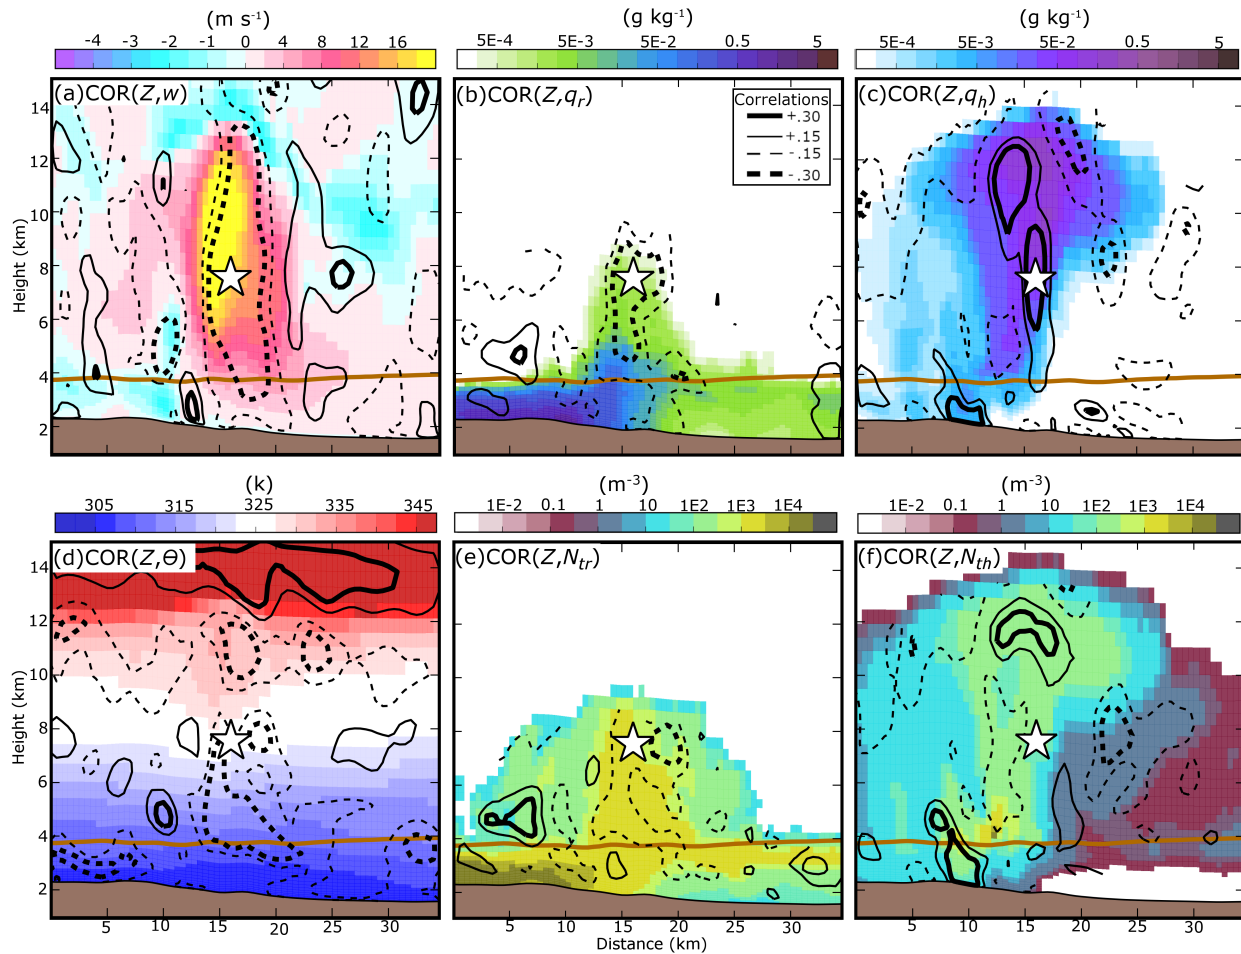 (m s⁻¹)
-4 -3 -2 -1 0 4 8 12 16
(g kg⁻¹)
5E-4 5E-3 5E-2 0.5 5
(g kg⁻¹)
5E-4 5E-3 5E-2 0.5 5
(a)COR(Z,w)
(b)COR(Z,qᵣ)
Correlations
+.30
+.15
-.15
-.30
(c)COR(Z,qₕ)
Height (km)
14
12
10
8
6
4
2
(k)
305 315 325 335 345
(m⁻³)
1E-2 0.1 1 10 1E2 1E3 1E4
(m⁻³)
1E-2 0.1 1 10 1E2 1E3 1E4
(d)COR(Z,Θ)
(e)COR(Z,Nₜᵣ)
(f)COR(Z,Nₜₕ)
Height (km)
14
12
10
8
6
4
2
5 10 15 20 25 30
5 10 15 20 25 30
5 10 15 20 25 30
Distance (km)